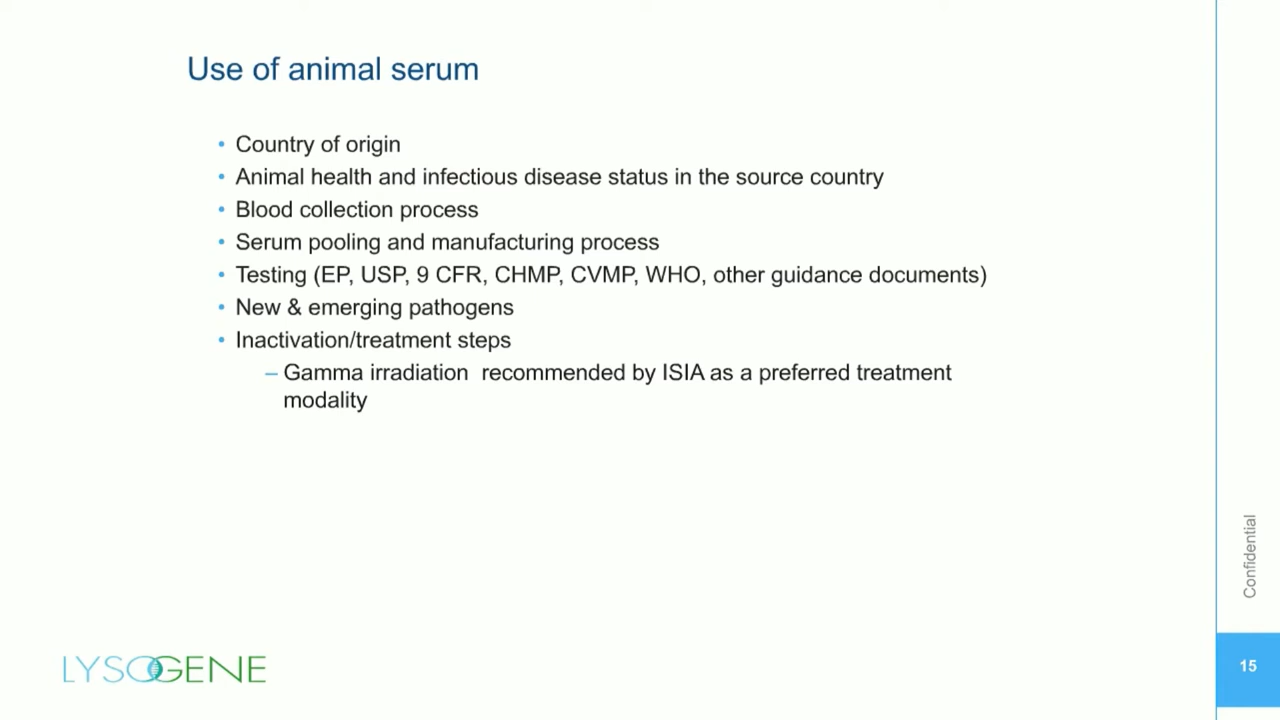 Use of animal serum
• Country of origin
• Animal health and infectious disease status in the source country
• Blood collection process
• Serum pooling and manufacturing process
• Testing (EP, USP, 9 CFR, CHMP, CVMP, WHO, other guidance documents)
• New & emerging pathogens
• Inactivation/treatment steps
– Gamma irradiation  recommended by ISIA as a preferred treatment
modality
Confidential
LYSOGENE
15